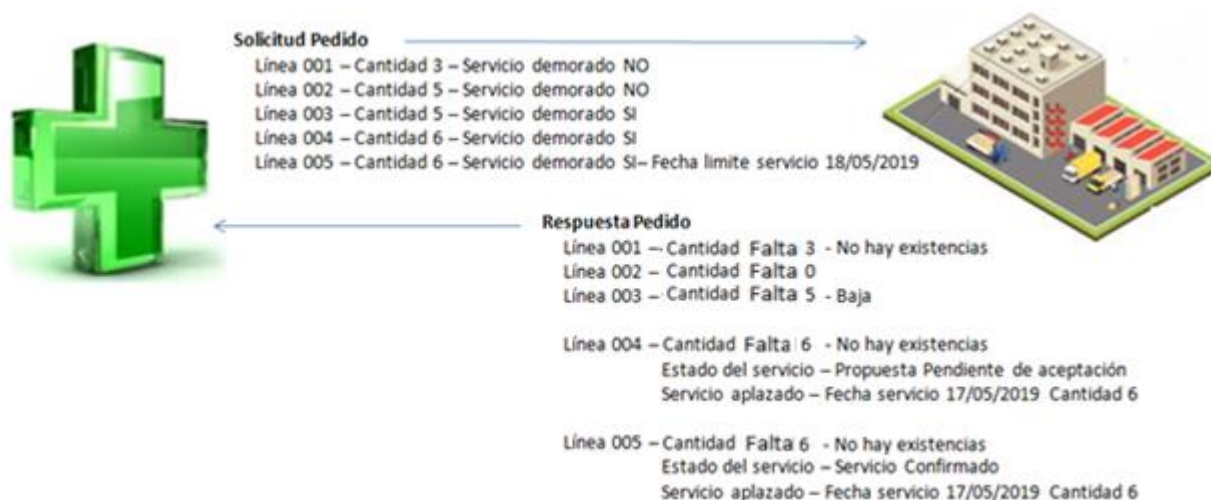 Solicitud Pedido
Línea 001 – Cantidad 3 – Servicio demorado NO
Línea 002 – Cantidad 5 – Servicio demorado NO
Línea 003 – Cantidad 5 – Servicio demorado SI
Línea 004 – Cantidad 6 – Servicio demorado SI
Línea 005 – Cantidad 6 – Servicio demorado SI– Fecha limite servicio 18/05/2019
Respuesta Pedido
Línea 001 – Cantidad Falta 3 - No hay existencias
Línea 002 – Cantidad Falta 0
Línea 003 – Cantidad Falta 5 - Baja
Línea 004 – Cantidad Falta 6 - No hay existencias
Estado del servicio – Propuesta Pendiente de aceptación
Servicio aplazado – Fecha servicio 17/05/2019 Cantidad 6
Línea 005 – Cantidad Falta 6 - No hay existencias
Estado del servicio – Servicio Confirmado
Servicio aplazado – Fecha servicio 17/05/2019 Cantidad 6